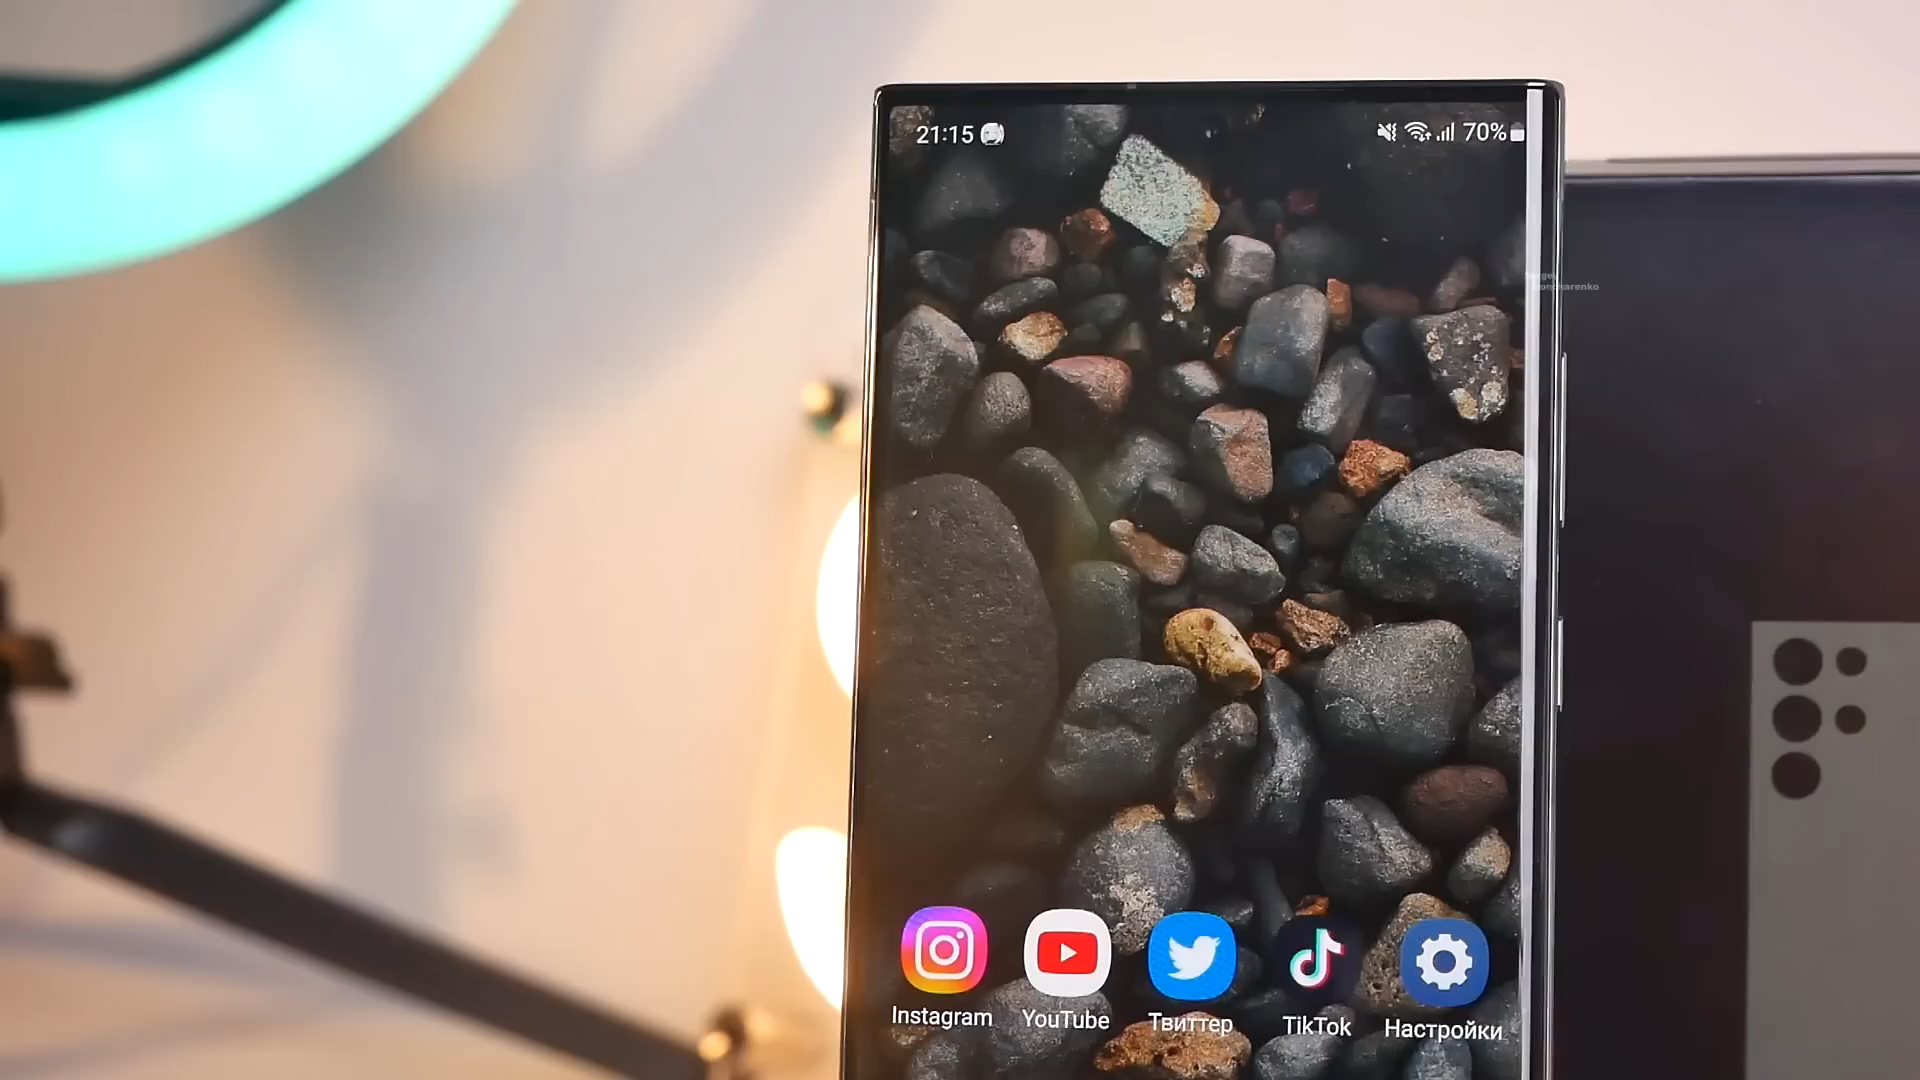 21:15
70%
Instagram
YouTube
Твиттер
TikTok
Настройки